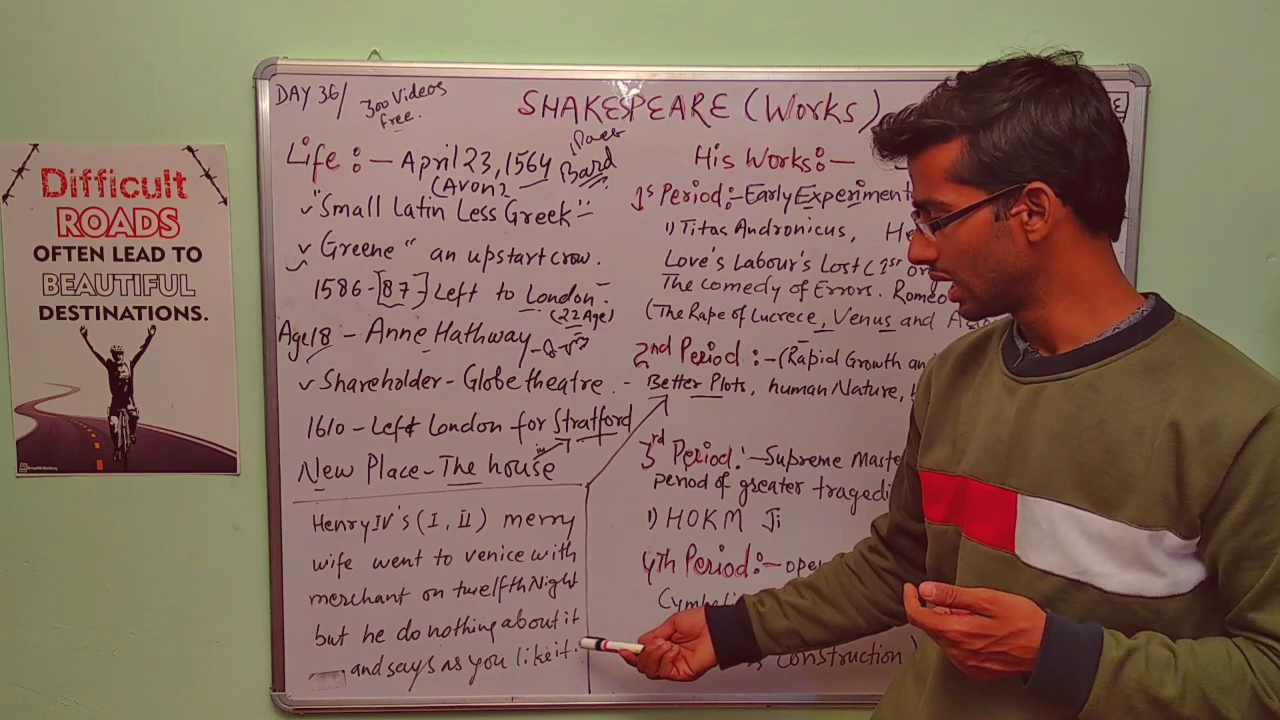 Difficult
ROADS
OFTEN LEAD TO
BEAUTIFUL
DESTINATIONS.
DAY 36/
300 Videos
free.
SHAKESPEARE (Works)
Life :- April 23, 1564
Bard
(Avon)
"Small Latin Less Greek"
Greene "an upstart crow.
1586-[87] Left to London.
(22 Age)
Age 18 - Anne Hathway
Shareholder - Globe theatre.
1610 - Left London for Stratford
New Place - The house
Henry IV's (I, II) merry
wife went to venice with
merchant on twelfth Night
but he do nothing about it
and says as you like it.
His Works :-
1st Period :- Early Experiment
1) Titas Andronicus, He
Love's Labour's Lost (1st
The comedy of Errors. Romeo
(The Rape of Lucrece, Venus and
2nd Period :- (Rapid Growth an
Better Plots, human Nature,
3rd Period :- Supreme Maste
period of greater tragedi
1) HOKM Ji
4th Period :- ope
Cymbeli
construction)